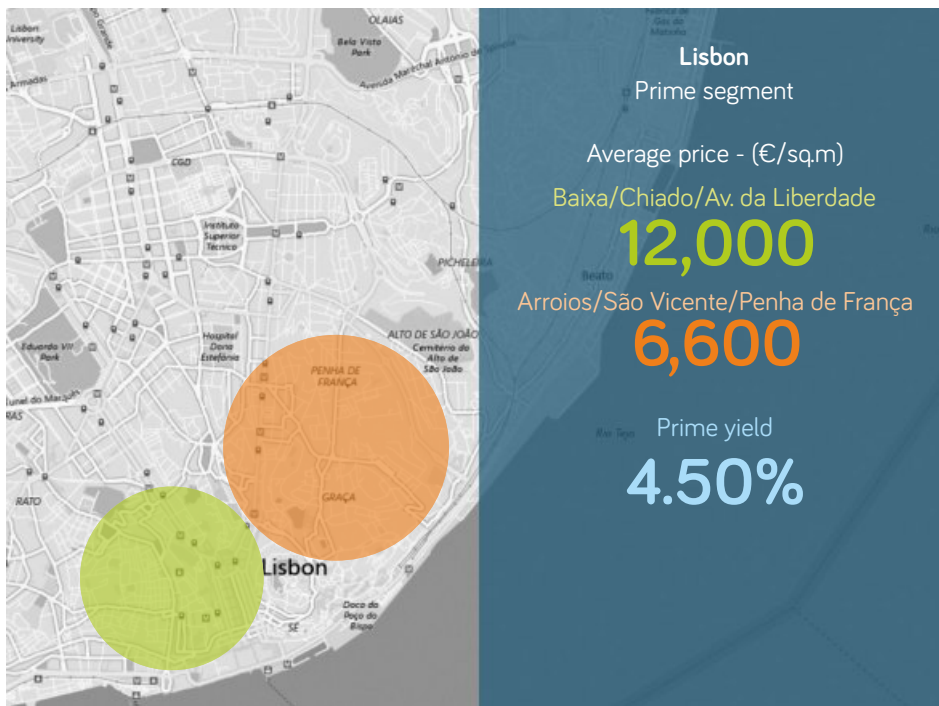 OLAIAS
Lisbon
University
Bela Vista
Park
Armadas
CGD
Instituto
Superior
Tecnico
PICHELEIRA
Beato
Hospital
Dona
Estefânia
ALTO DE SÃO JOÃO
Cemitério do
Alto de
São João
Eduardo VII
Park
PENHA DE
FRANÇA
GRAÇA
RATO
Lisbon
SÉ
Doca do
Poço do
Bispo
Rio Tejo
Lisbon
Prime segment
Average price - (€/sq.m)
Baixa/Chiado/Av. da Liberdade
12,000
Arroios/São Vicente/Penha de França
6,600
Prime yield
4.50%